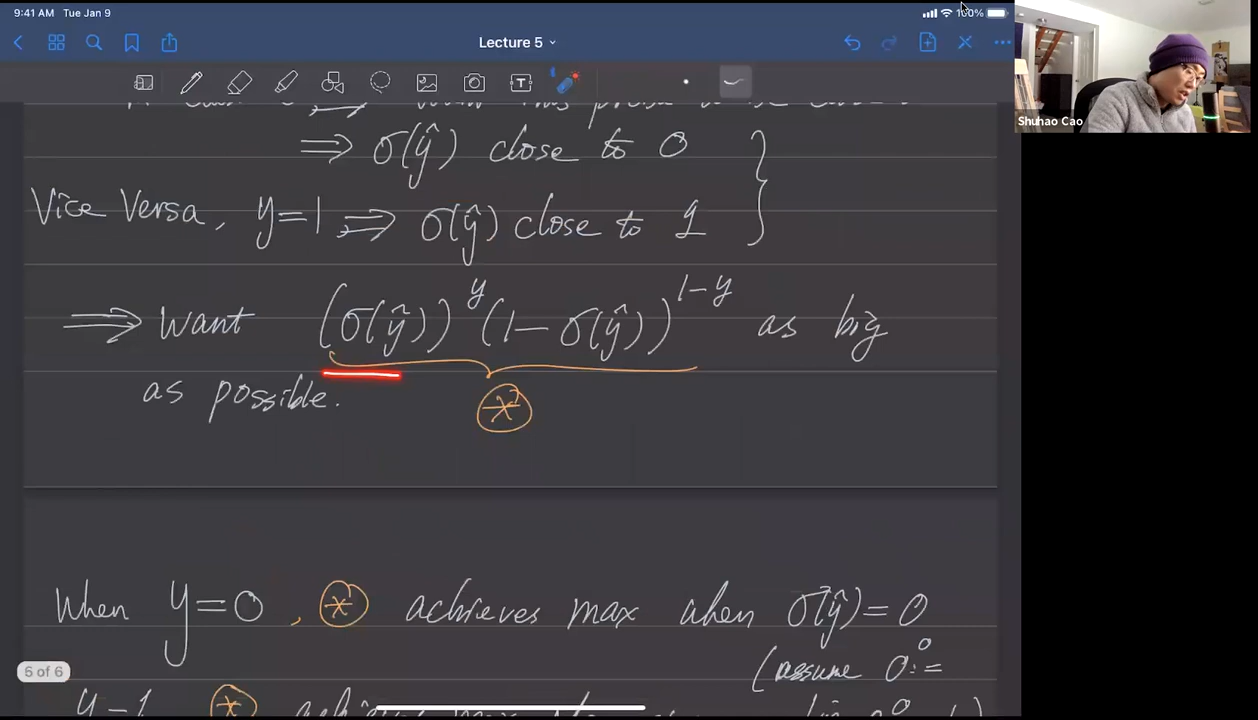 9:41 AM Tue Jan 9
100%
Lecture 5
Shuhao Cao
⟹ σ(ŷ) close to 0
Vice Versa, y=1, ⟹ σ(ŷ) close to 1
⟹ Want (σ(ŷ))^y (1−σ(ŷ))^{1−y} as big
as possible.
(*)
When y=0, (*) achieves max when σ(ŷ)=0
(assume 0^0 :=
5 of 6
y=1
(*)